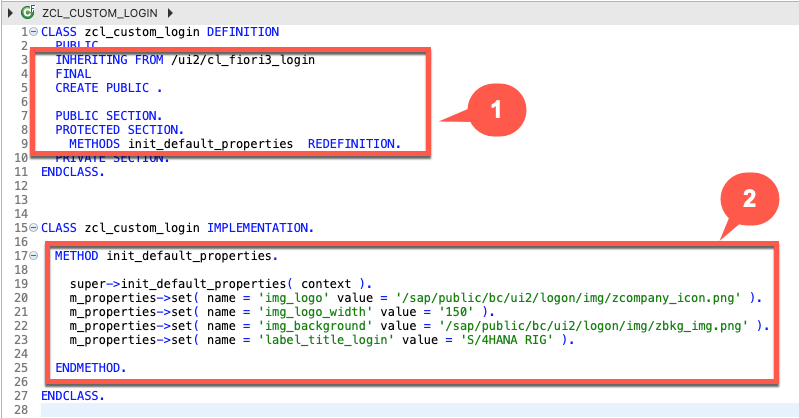 ZCL_CUSTOM_LOGIN
1 CLASS zcl_custom_login DEFINITION
2 PUBLIC
3 INHERITING FROM /ui2/cl_fiori3_login
4 FINAL
5 CREATE PUBLIC .
6
7 PUBLIC SECTION.
8 PROTECTED SECTION.
9 METHODS init_default_properties REDEFINITION.
10 PRIVATE SECTION.
11 ENDCLASS.
12
13
14
15 CLASS zcl_custom_login IMPLEMENTATION.
16
17 METHOD init_default_properties.
18
19 super->init_default_properties( context ).
20 m_properties->set( name = 'img_logo' value = '/sap/public/bc/ui2/logon/img/zcompany_icon.png' ).
21 m_properties->set( name = 'img_logo_width' value = '150' ).
22 m_properties->set( name = 'img_background' value = '/sap/public/bc/ui2/logon/img/zbkg_img.png' ).
23 m_properties->set( name = 'label_title_login' value = 'S/4HANA RIG' ).
24
25 ENDMETHOD.
26
27 ENDCLASS.
28
1
2